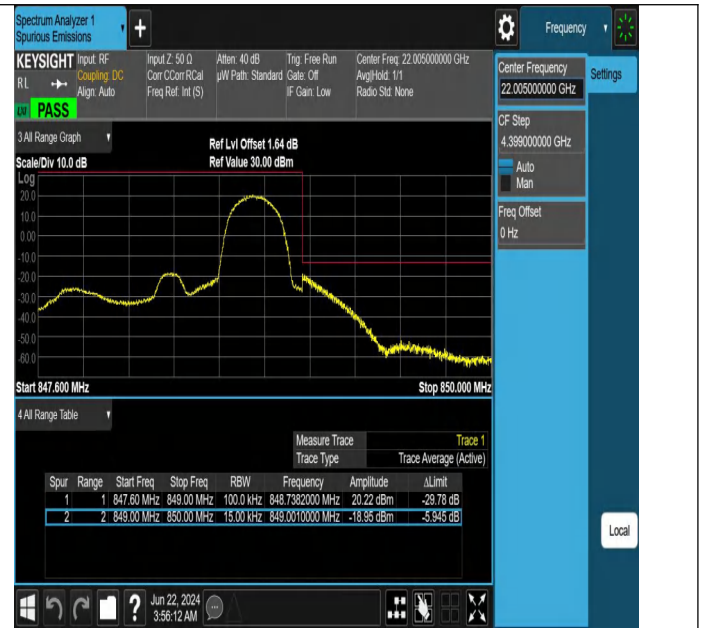 Spectrum Analyzer 1
Spurious Emissions
Frequency
KEYSIGHT
RL
PASS
Input: RF
Coupling: DC
Align: Auto
Input Z: 50 Ω
Corr CCorr RCal
Freq Ref: Int (S)
Atten: 40 dB
µW Path: Standard
Trig: Free Run
Gate: Off
IF Gain: Low
Center Freq: 22.005000000 GHz
Avg|Hold: 1/1
Radio Std: None
Center Frequency
22.005000000 GHz
Settings
CF Step
4.399000000 GHz
Auto
Man
Freq Offset
0 Hz
3 All Range Graph
Scale/Div 10.0 dB
Ref Lvl Offset 1.64 dB
Ref Value 30.00 dBm
Log
20.0
10.0
0.00
-10.0
-20.0
-30.0
-40.0
-50.0
-60.0
Start 847.600 MHz
Stop 850.000 MHz
4 All Range Table
Measure Trace Trace 1
Trace Type Trace Average (Active)
Spur Range Start Freq Stop Freq RBW Frequency Amplitude ΔLimit
1 1 847.60 MHz 849.00 MHz 100.0 kHz 848.7382000 MHz 20.22 dBm -29.78 dB
2 2 849.00 MHz 850.00 MHz 15.00 kHz 849.0010000 MHz -18.95 dBm -5.945 dB
Local
?
Jun 22, 2024
3:56:12 AM